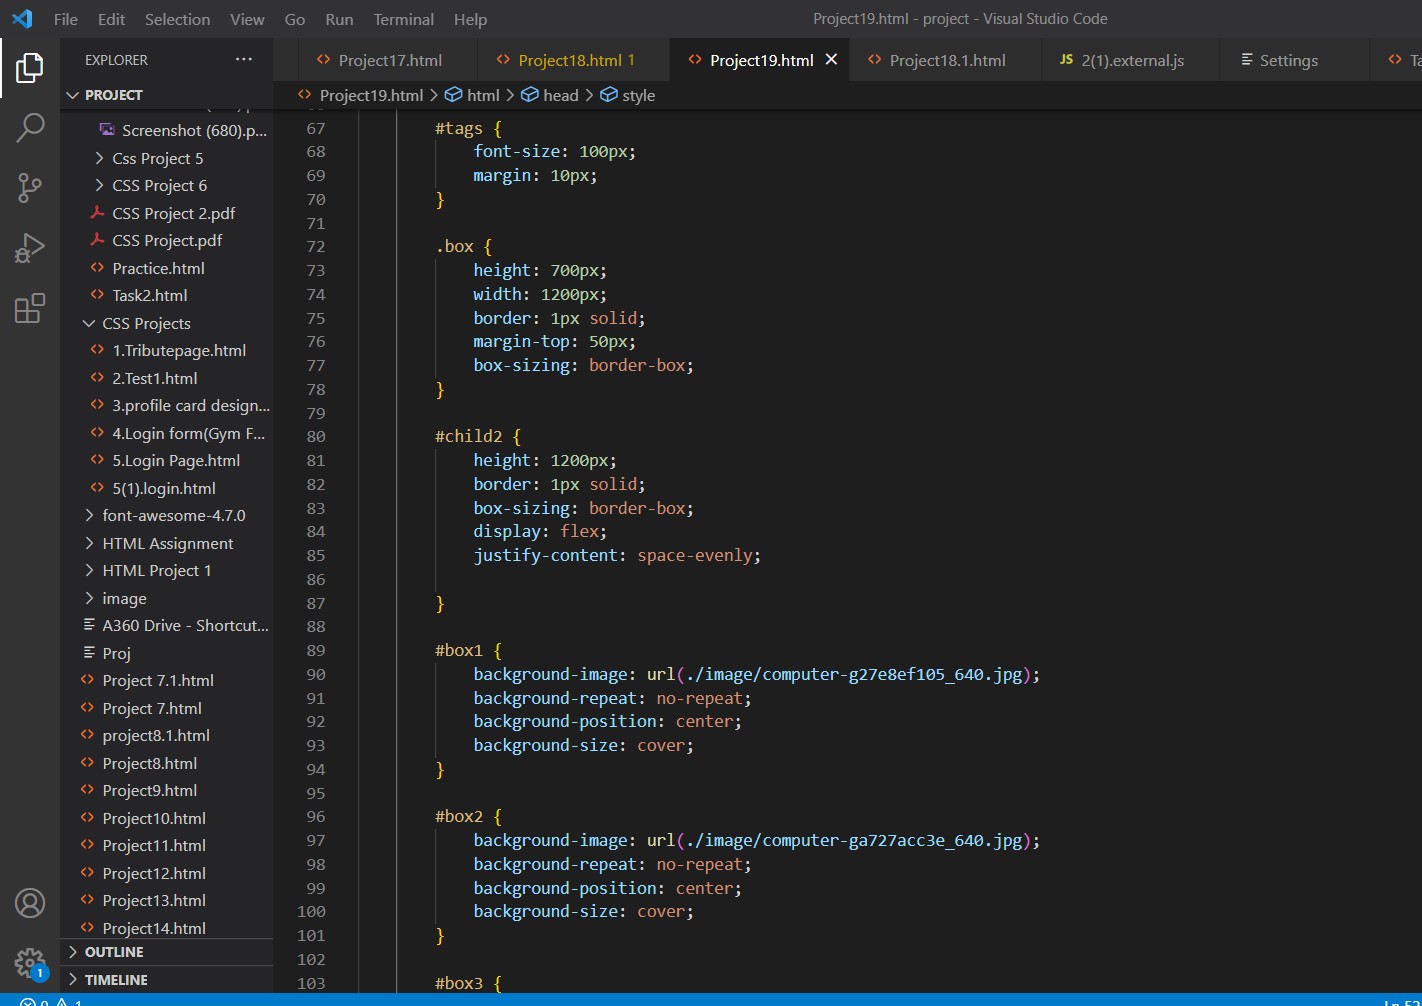 File Edit Selection View Go Run Terminal Help
Project19.html - project - Visual Studio Code
EXPLORER ···
Project17.html
Project18.html 1
Project19.html
Project18.1.html
JS 2(1).external.js
Settings
PROJECT
Project19.html > html > head > style
Screenshot (680).p...
Css Project 5
CSS Project 6
CSS Project 2.pdf
CSS Project.pdf
Practice.html
Task2.html
CSS Projects
1.Tributepage.html
2.Test1.html
3.profile card design...
4.Login form(Gym F...
5.Login Page.html
5(1).login.html
font-awesome-4.7.0
HTML Assignment
HTML Project 1
image
A360 Drive - Shortcut...
Proj
Project 7.1.html
Project 7.html
project8.1.html
Project8.html
Project9.html
Project10.html
Project11.html
Project12.html
Project13.html
Project14.html
OUTLINE
TIMELINE
1
67 #tags {
68 font-size: 100px;
69 margin: 10px;
70 }
71
72 .box {
73 height: 700px;
74 width: 1200px;
75 border: 1px solid;
76 margin-top: 50px;
77 box-sizing: border-box;
78 }
79
80 #child2 {
81 height: 1200px;
82 border: 1px solid;
83 box-sizing: border-box;
84 display: flex;
85 justify-content: space-evenly;
86
87 }
88
89 #box1 {
90 background-image: url(./image/computer-g27e8ef105_640.jpg);
91 background-repeat: no-repeat;
92 background-position: center;
93 background-size: cover;
94 }
95
96 #box2 {
97 background-image: url(./image/computer-ga727acc3e_640.jpg);
98 background-repeat: no-repeat;
99 background-position: center;
100 background-size: cover;
101 }
102
103 #box3 {